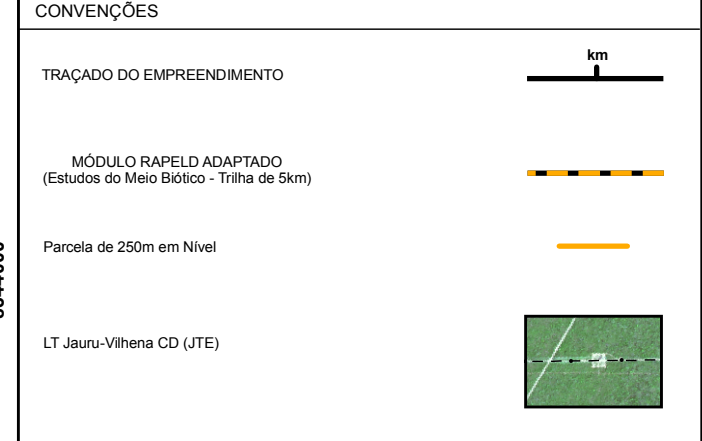 CONVENÇÕES
TRAÇADO DO EMPREENDIMENTO
km
MÓDULO RAPELD ADAPTADO
(Estudos do Meio Biótico - Trilha de 5km)
Parcela de 250m em Nível
LT Jauru-Vilhena CD (JTE)